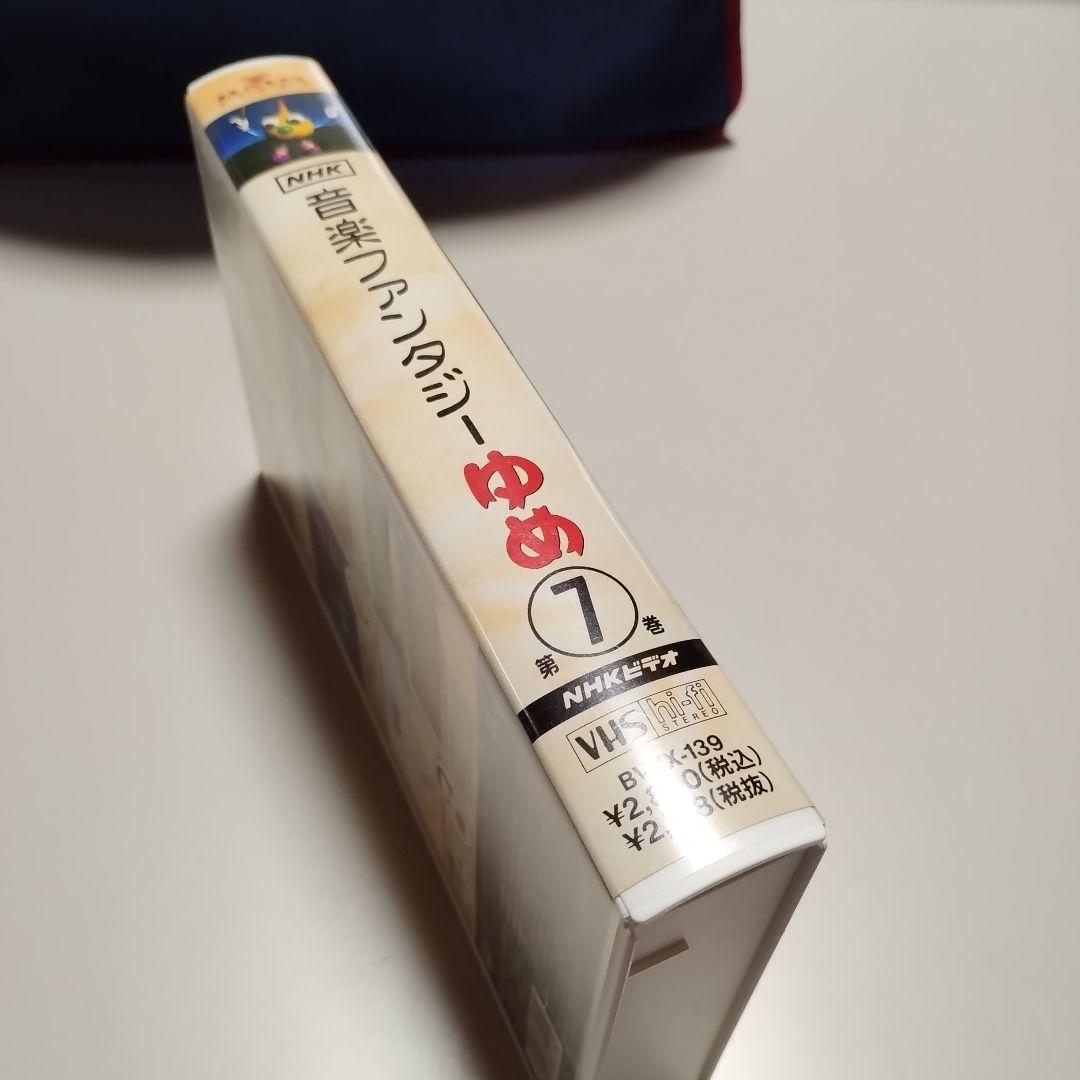 NHK
音楽ファンタジー
ゆめ
第1巻
NHKビデオ
VHS hi-fi
STEREO
-139
(税込)
(税抜)